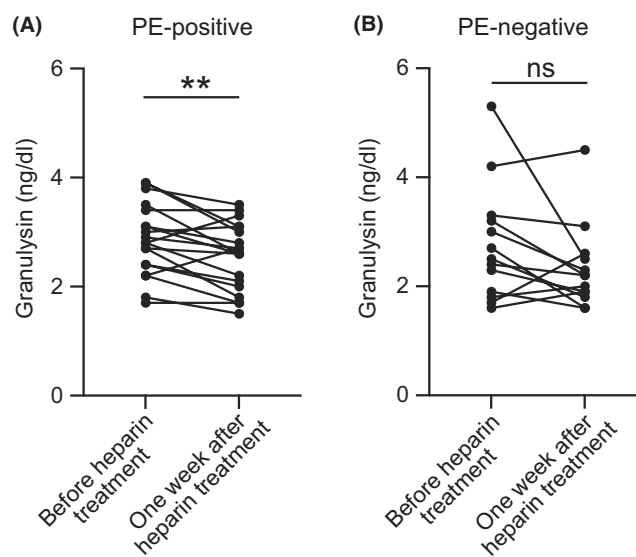 (A)
PE-positive
Granulysin (ng/dl)
6
4
2
0
**
Before heparin
treatment
One week after
heparin treatment
(B)
PE-negative
Granulysin (ng/dl)
6
4
2
0
ns
Before heparin
treatment
One week after
heparin treatment